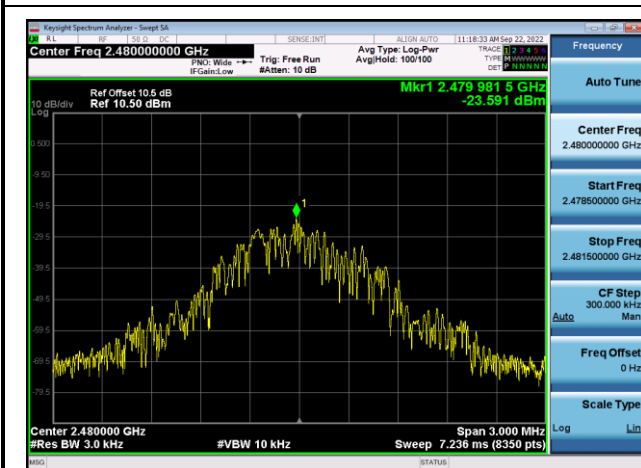 Keysight Spectrum Analyzer - Swept SA
RL RF 50 Ω DC SENSE:INT ALIGN AUTO 11:18:33 AM Sep 22, 2022
Center Freq 2.480000000 GHz
PNO: Wide
IFGain:Low
Trig: Free Run
#Atten: 10 dB
Avg Type: Log-Pwr
Avg|Hold: 100/100
TRACE 1 2 3 4 5 6
TYPE M WWWWW
DET P N N N N N
Ref Offset 10.5 dB
10 dB/div Ref 10.50 dBm
Log
Mkr1 2.479 981 5 GHz
-23.591 dBm
1
0.500
-9.50
-19.5
-29.5
-39.5
-49.5
-59.5
-69.5
-79.5
Center 2.480000 GHz Span 3.000 MHz
#Res BW 3.0 kHz #VBW 10 kHz Sweep 7.236 ms (8350 pts)
MSG STATUS
Frequency
Auto Tune
Center Freq
2.480000000 GHz
Start Freq
2.478500000 GHz
Stop Freq
2.481500000 GHz
CF Step
300.000 kHz
Auto Man
Freq Offset
0 Hz
Scale Type
Log Lin